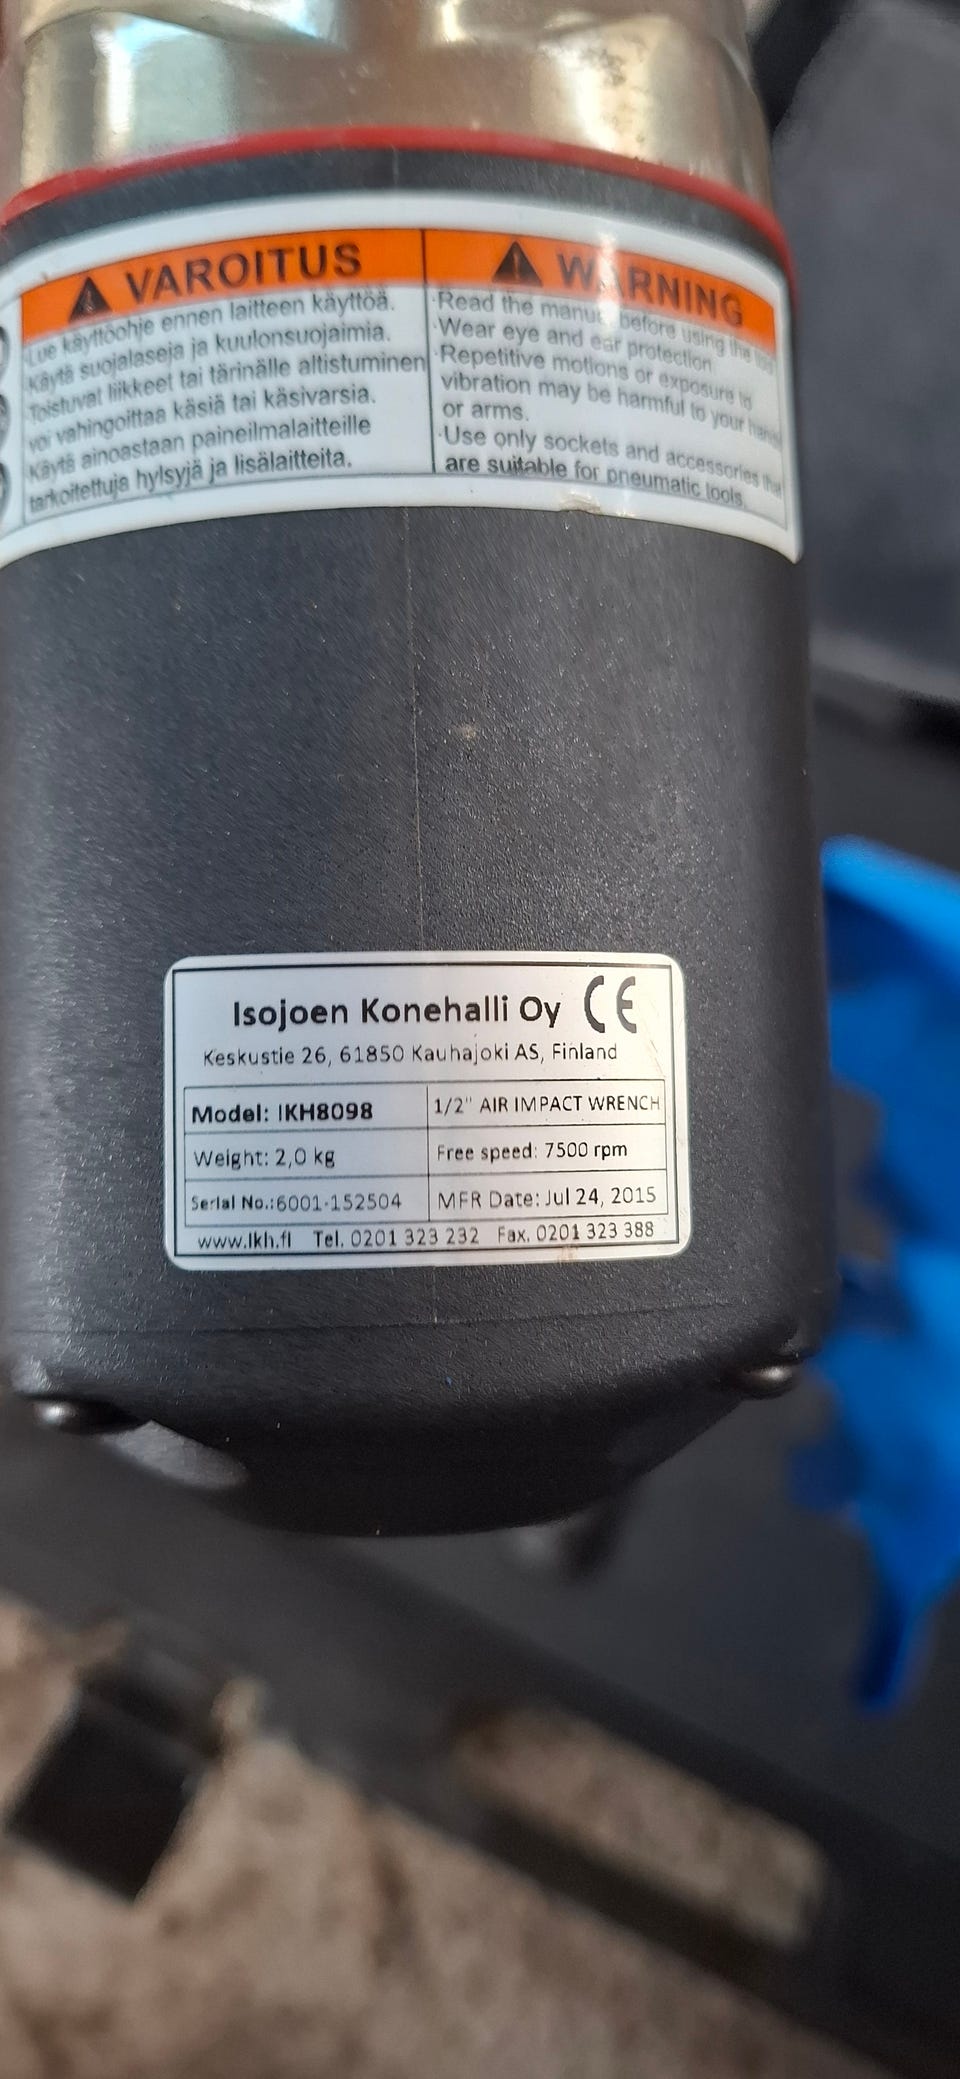 VAROITUS
Lue käyttöohje ennen laitteen käyttöä.
Käytä suojalaseja ja kuulonsuojaimia.
Toistuvat liikkeet tai tärinälle altistuminen
voi vahingoittaa käsiä tai käsivarsia.
Käytä ainoastaan paineilmalaitteille
tarkoitettuja hylsyjä ja lisälaitteita.
WARNING
·Read the manual before using the tool
·Wear eye and ear protection.
·Repetitive motions or exposure to
vibration may be harmful to your hands
or arms.
·Use only sockets and accessories that
are suitable for pneumatic tools.
Isojoen Konehalli Oy CE
Keskustie 26, 61850 Kauhajoki AS, Finland
Model: IKH8098 1/2" AIR IMPACT WRENCH
Weight: 2,0 kg Free speed: 7500 rpm
Serial No.:6001-152504 MFR Date: Jul 24, 2015
www.ikh.fi Tel. 0201 323 232 Fax. 0201 323 388